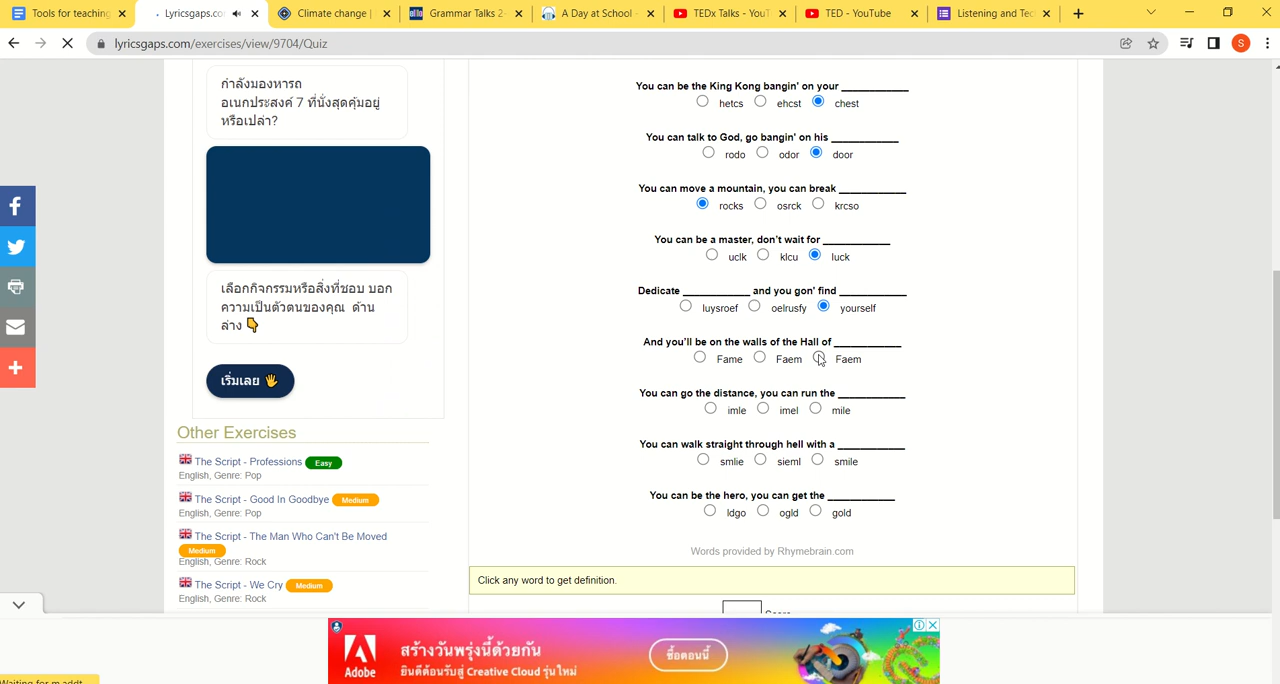 Tools for teaching
Lyricsgaps.co
Climate change |
Grammar Talks 2-
A Day at School -
TEDx Talks - YouT
TED - YouTube
Listening and Tec
lyricsgaps.com/exercises/view/9704/Quiz
S
กำลังมองหารถ
อเนกประสงค์ 7 ที่นั่งสุดคุ้มอยู่
หรือเปล่า?
เลือกกิจกรรมหรือสิ่งที่ชอบ บอก
ความเป็นตัวตนของคุณ ด้าน
ล่าง 👇
เริ่มเลย 🖐
Other Exercises
The Script - Professions Easy
English, Genre: Pop
The Script - Good In Goodbye Medium
English, Genre: Pop
The Script - The Man Who Can't Be Moved
Medium
English, Genre: Rock
The Script - We Cry Medium
English, Genre: Rock
You can be the King Kong bangin' on your ____________
hetcs ehcst chest
You can talk to God, go bangin' on his ____________
rodo odor door
You can move a mountain, you can break ____________
rocks osrck krcso
You can be a master, don't wait for ____________
uclk klcu luck
Dedicate ____________ and you gon' find ____________
luysroef oelrusfy yourself
And you'll be on the walls of the Hall of ____________
Fame Faem Faem
You can go the distance, you can run the ____________
imle imel mile
You can walk straight through hell with a ____________
smlie sieml smile
You can be the hero, you can get the ____________
ldgo ogld gold
Words provided by Rhymebrain.com
Click any word to get definition.
Adobe
สร้างวันพรุ่งนี้ด้วยกัน
ยินดีต้อนรับสู่ Creative Cloud รุ่นใหม่
ซื้อตอนนี้